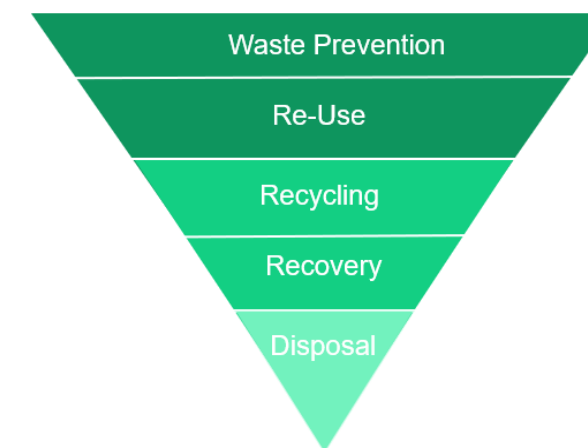 Waste Prevention
Re-Use
Recycling
Recovery
Disposal